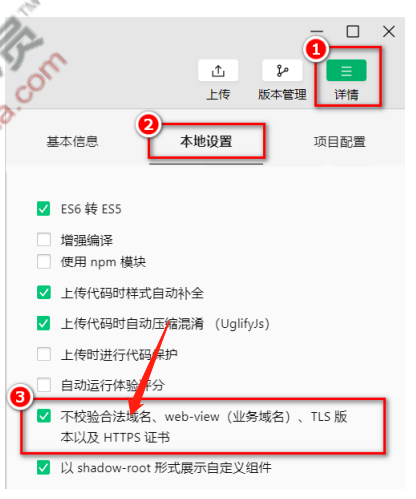 员
™
a.com
1
上传
版本管理
详情
基本信息
2
本地设置
项目配置
ES6 转 ES5
增强编译
使用 npm 模块
上传代码时样式自动补全
上传代码时自动压缩混淆 （UglifyJs）
上传时进行代码保护
自动运行体验评分
3
不校验合法域名、web-view（业务域名）、TLS 版
本以及 HTTPS 证书
以 shadow-root 形式展示自定义组件